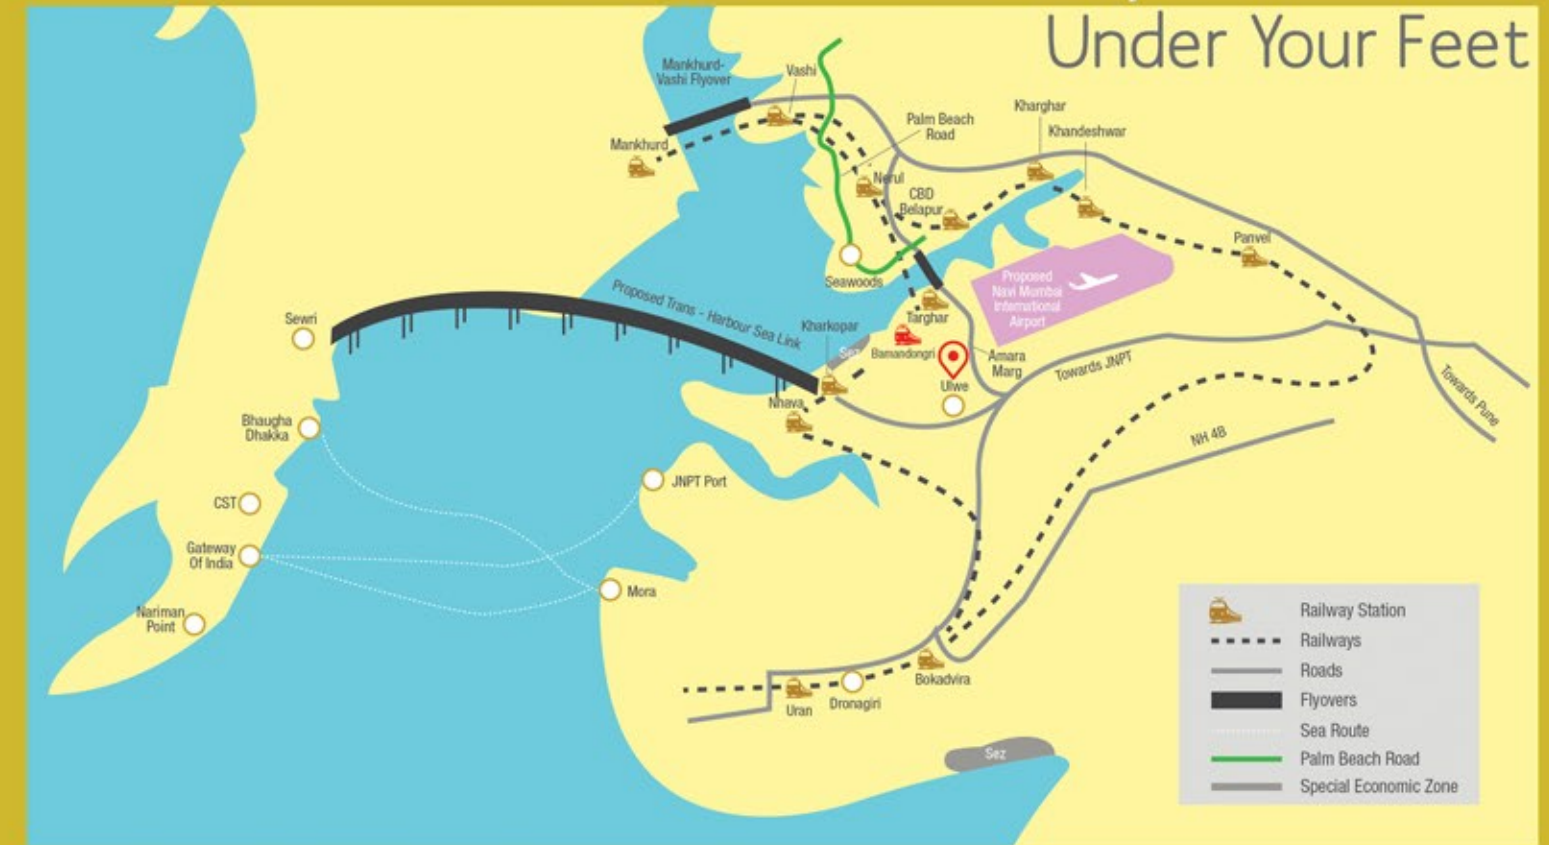 Under Your Feet
Mankhurd-
Vashi Flyover
Vashi
Kharghar
Palm Beach
Road
Khandeshwar
Mankhurd
Nerul
CBD
Belapur
Panvel
Seawoods
Proposed
Navi Mumbai
International
Airport
Proposed Trans - Harbour Sea Link
Sewri
Targhar
Kharkopar
Sez
Bamandongri
Amara
Marg
Towards JNPT
Ulwe
Towards Pune
Nhava
Bhaugha
Dhakka
NH 4B
JNPT Port
CST
Gateway
Of India
Mora
Nariman
Point
Bokadvira
Uran
Dronagiri
Sez
Railway Station
Railways
Roads
Flyovers
Sea Route
Palm Beach Road
Special Economic Zone